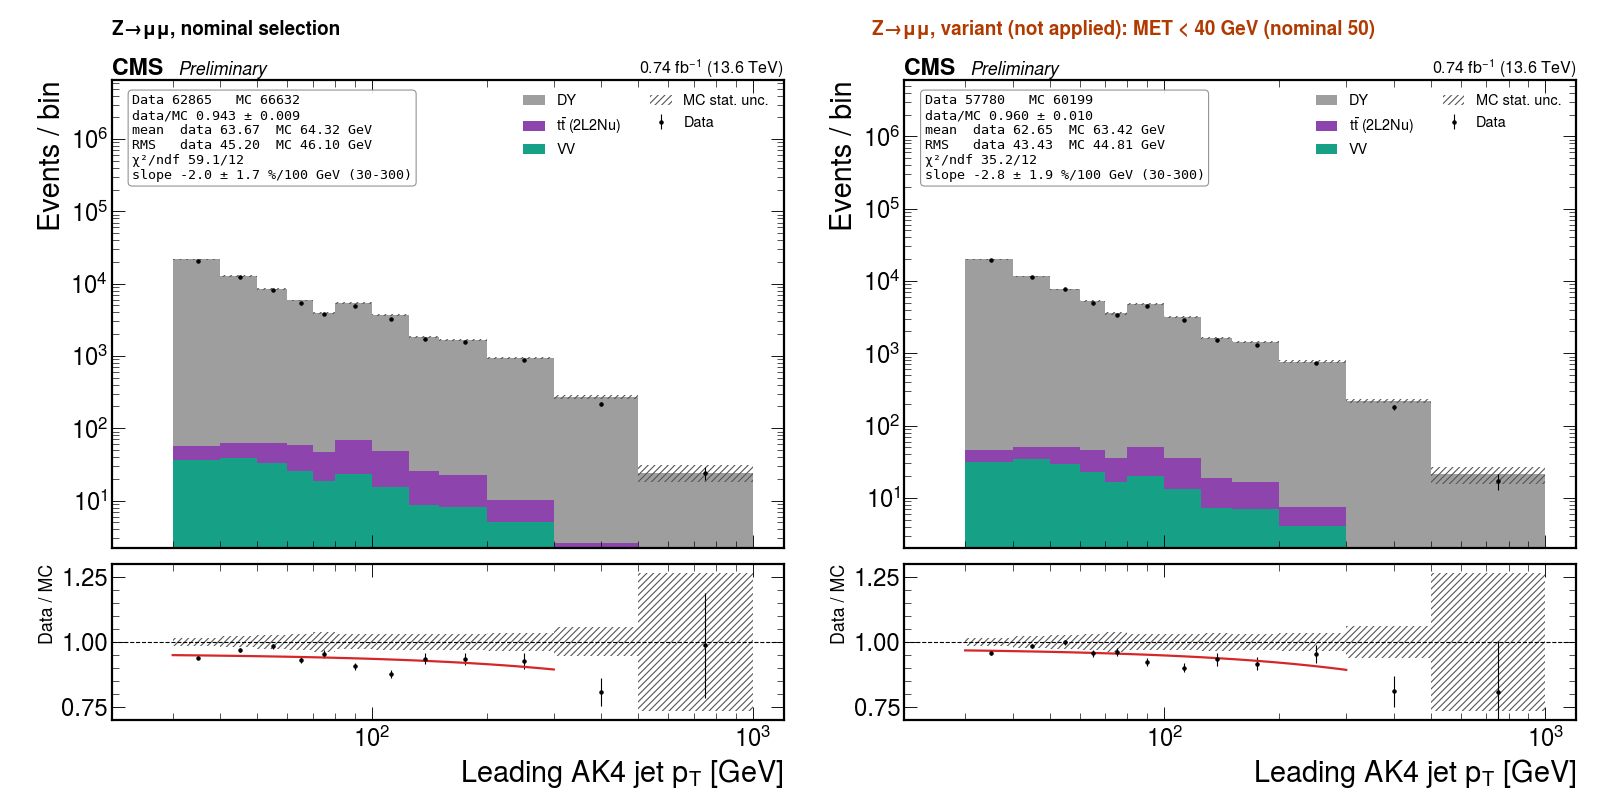 Z→μμ, nominal selection
CMS Preliminary
0.74 fb⁻¹ (13.6 TeV)
Events / bin
Data 62865   MC 66632
data/MC 0.943 ± 0.009
mean  data 63.67  MC 64.32 GeV
RMS   data 45.20  MC 46.10 GeV
χ²/ndf 59.1/12
slope -2.0 ± 1.7 %/100 GeV (30-300)
DY
tt̄ (2L2Nu)
VV
MC stat. unc.
Data
10⁶
10⁵
10⁴
10³
10²
10¹
Data / MC
1.25
1.00
0.75
10²
10³
Leading AK4 jet p_T [GeV]
Z→μμ, variant (not applied): MET < 40 GeV (nominal 50)
CMS Preliminary
0.74 fb⁻¹ (13.6 TeV)
Events / bin
Data 57780   MC 60199
data/MC 0.960 ± 0.010
mean  data 62.65  MC 63.42 GeV
RMS   data 43.43  MC 44.81 GeV
χ²/ndf 35.2/12
slope -2.8 ± 1.9 %/100 GeV (30-300)
DY
tt̄ (2L2Nu)
VV
MC stat. unc.
Data
10⁶
10⁵
10⁴
10³
10²
10¹
Data / MC
1.25
1.00
0.75
10²
10³
Leading AK4 jet p_T [GeV]